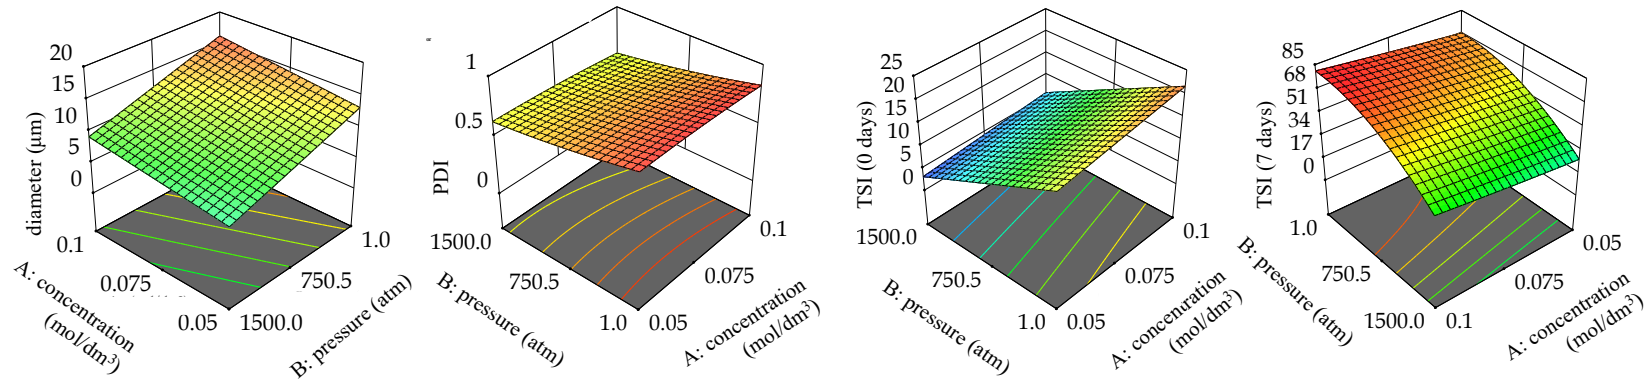 20
15
10
5
0
diameter (μm)
0.1
0.075
0.05
A: concentration
(mol/dm³)
1500.0
750.5
1.0
B: pressure (atm)
1
0.5
0
PDI
1500.0
750.5
1.0
B: pressure (atm)
0.05
0.075
0.1
A: concentration
(mol/dm³)
25
20
15
10
5
0
TSI (0 days)
1500.0
750.5
1.0
B: pressure (atm)
0.05
0.075
0.1
A: concenuration
(mol/dm³)
85
68
51
34
17
0
TSI (7 days)
1.0
750.5
1500.0
B: pressure (atm)
0.1
0.075
0.05
A: concentration
(mol/dm³)